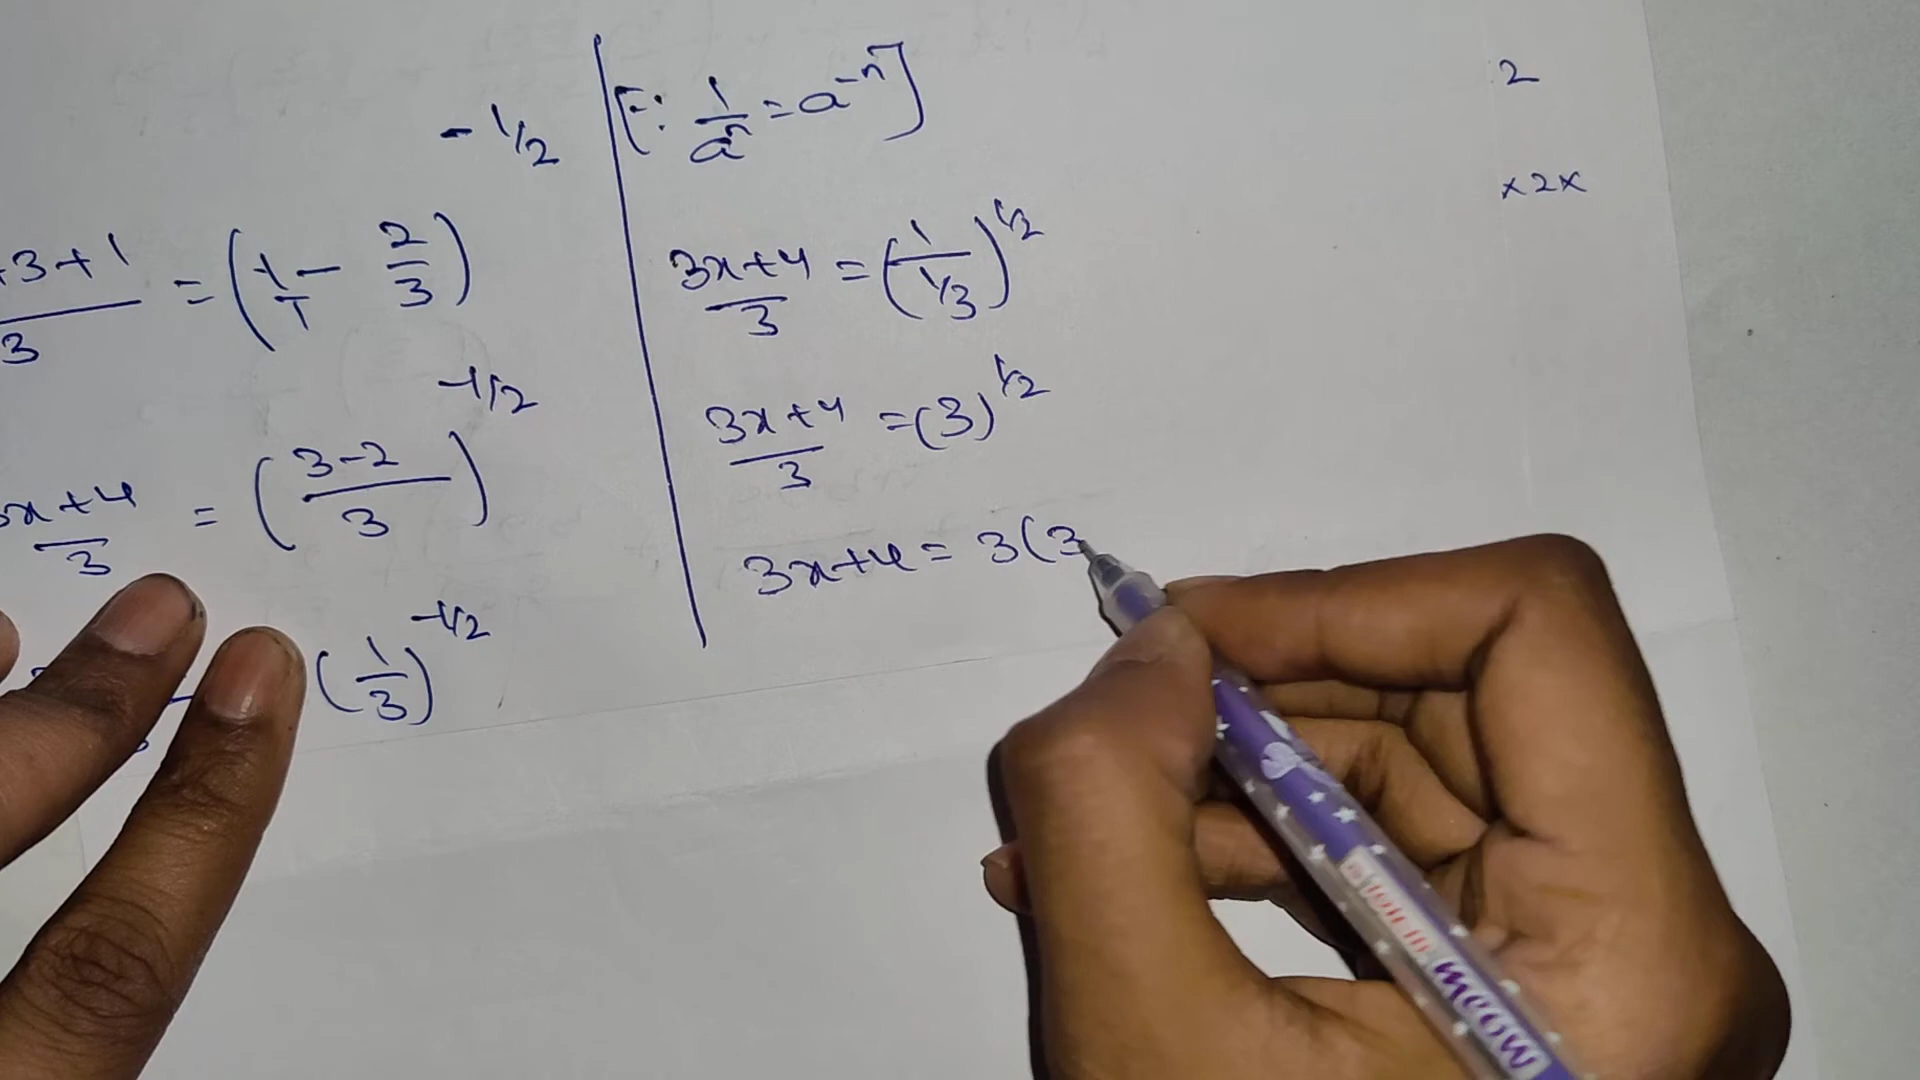 - 1/2
+3+1/3 = (1/1 - 2/3)
-1/2
x+4/3 = (3-2/3)
(1/3)^-1/2
[∵ 1/a^n = a^-n]
3x+4/3 = (1/1/3)^1/2
3x+4/3 = (3)^1/2
3x+4 = 3(3
2
x2x
meow